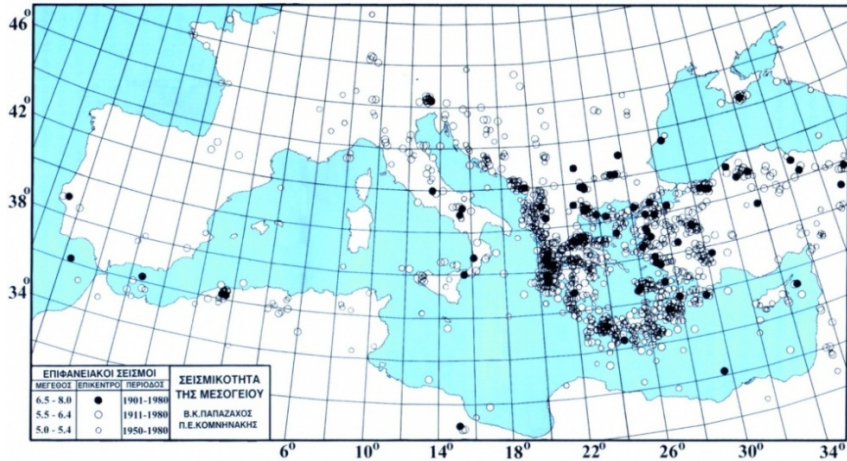 46°
42°
38°
34°
ΕΠΙΦΑΝΕΙΑΚΟΙ ΣΕΙΣΜΟΙ
ΜΕΓΕΘΟΣ ΕΠΙΚΕΝΤΡΟ ΠΕΡΙΟΔΟΣ
6.5 - 8.0 1901-1980
5.5 - 6.4 1911-1980
5.0 - 5.4 1950-1980
ΣΕΙΣΜΙΚΟΤΗΤΑ
ΤΗΣ ΜΕΣΟΓΕΙΟΥ
Β.Κ.ΠΑΠΑΖΑΧΟΣ
Π.Ε.ΚΟΜΝΗΝΑΚΗΣ
6° 10° 14° 18° 22° 26° 30° 34°